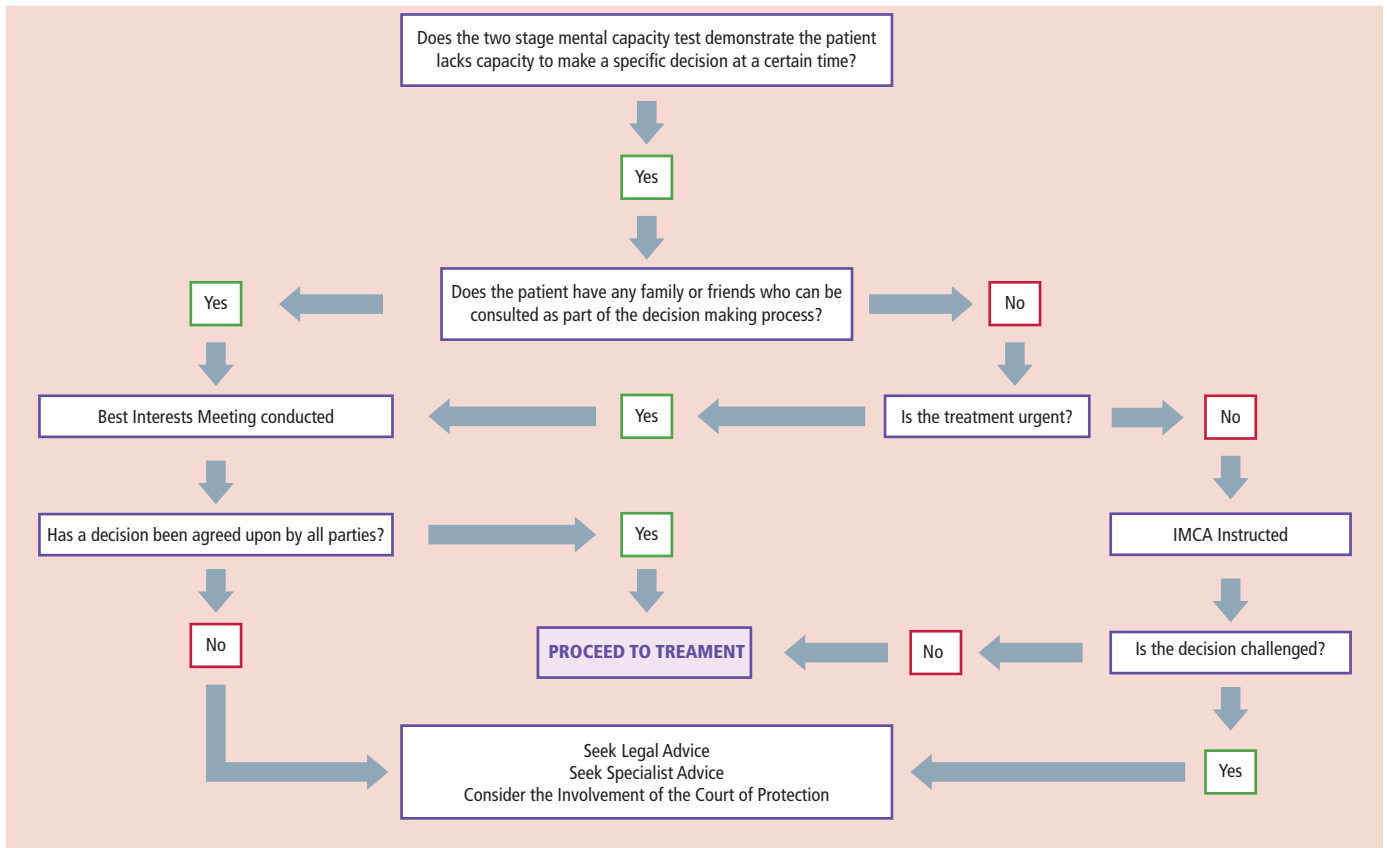 Does the two stage mental capacity test demonstrate the patient
lacks capacity to make a specific decision at a certain time?
Yes
Yes
Does the patient have any family or friends who can be
consulted as part of the decision making process?
No
Best Interests Meeting conducted
Yes
Is the treatment urgent?
No
Has a decision been agreed upon by all parties?
Yes
IMCA Instructed
No
PROCEED TO TREAMENT
No
Is the decision challenged?
Seek Legal Advice
Seek Specialist Advice
Consider the Involvement of the Court of Protection
Yes